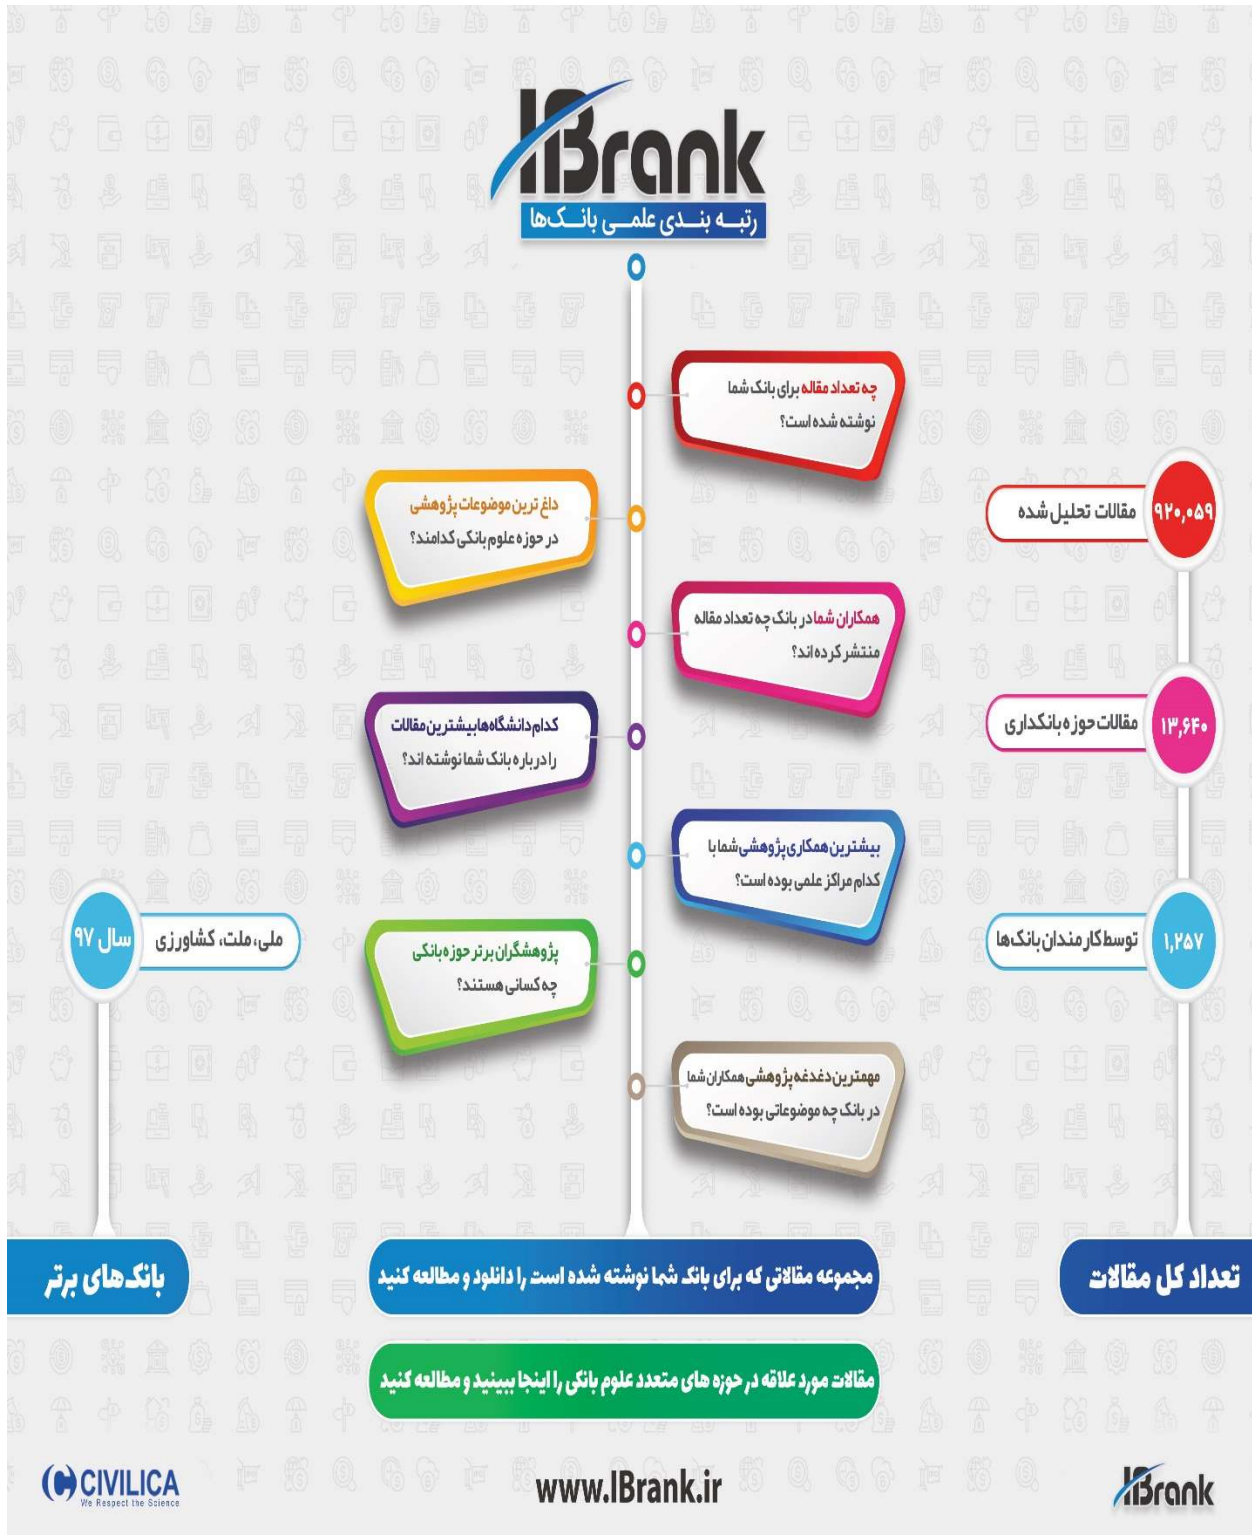 IBrank
رتبه بندی علمی بانک‌ها
چه تعداد مقاله برای بانک شما
نوشته شده است؟
داغ ترین موضوعات پژوهشی
در حوزه علوم بانکی کدامند؟
همکاران شما در بانک چه تعداد مقاله
منتشر کرده اند؟
کدام دانشگاه‌ها بیشترین مقالات
را درباره بانک شما نوشته اند؟
بیشترین همکاری پژوهشی شما با
کدام مراکز علمی بوده است؟
پژوهشگران برتر حوزه بانکی
چه کسانی هستند؟
مهمترین دغدغه پژوهشی همکاران شما
در بانک چه موضوعاتی بوده است؟
۹۲۰,۰۵۹ مقالات تحلیل شده
۱۳,۶۴۰ مقالات حوزه بانکداری
۱,۲۵۷ توسط کارمندان بانک‌ها
تعداد کل مقالات
ملی، ملت، کشاورزی سال ۹۷
بانک‌های برتر
مجموعه مقالاتی که برای بانک شما نوشته شده است را دانلود و مطالعه کنید
مقالات مورد علاقه در حوزه های متعدد علوم بانکی را اینجا ببینید و مطالعه کنید
CIVILICA
We Respect the Science
www.IBrank.ir
IBrank